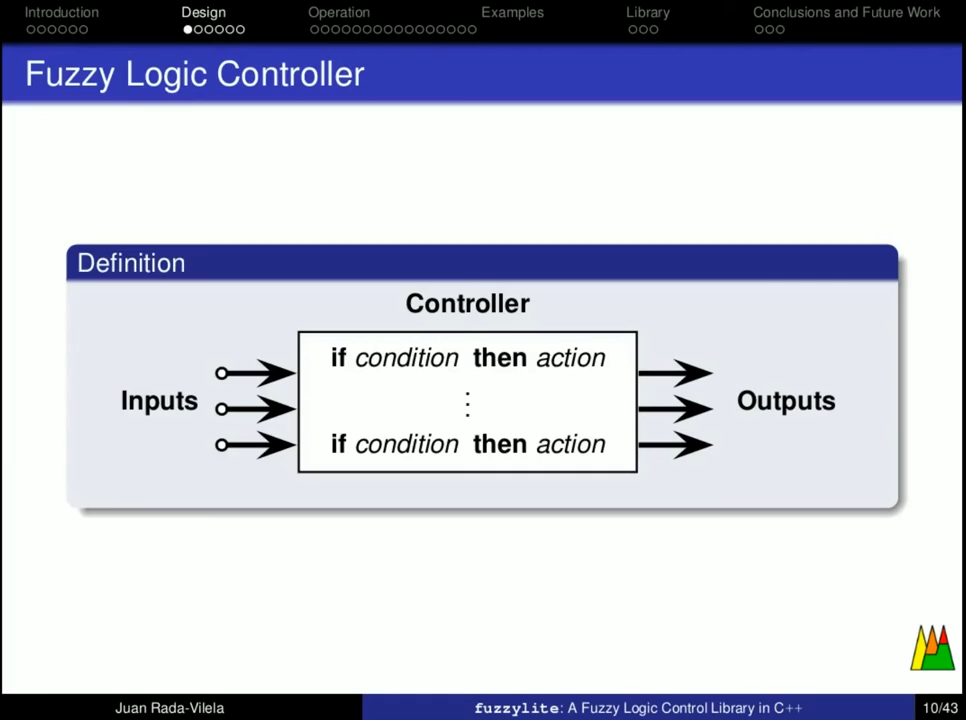 Introduction Design Operation Examples Library Conclusions and Future Work
Fuzzy Logic Controller
Definition
Controller
if condition then action
⋮
Inputs Outputs
if condition then action
Juan Rada-Vilela fuzzylite: A Fuzzy Logic Control Library in C++ 10/43